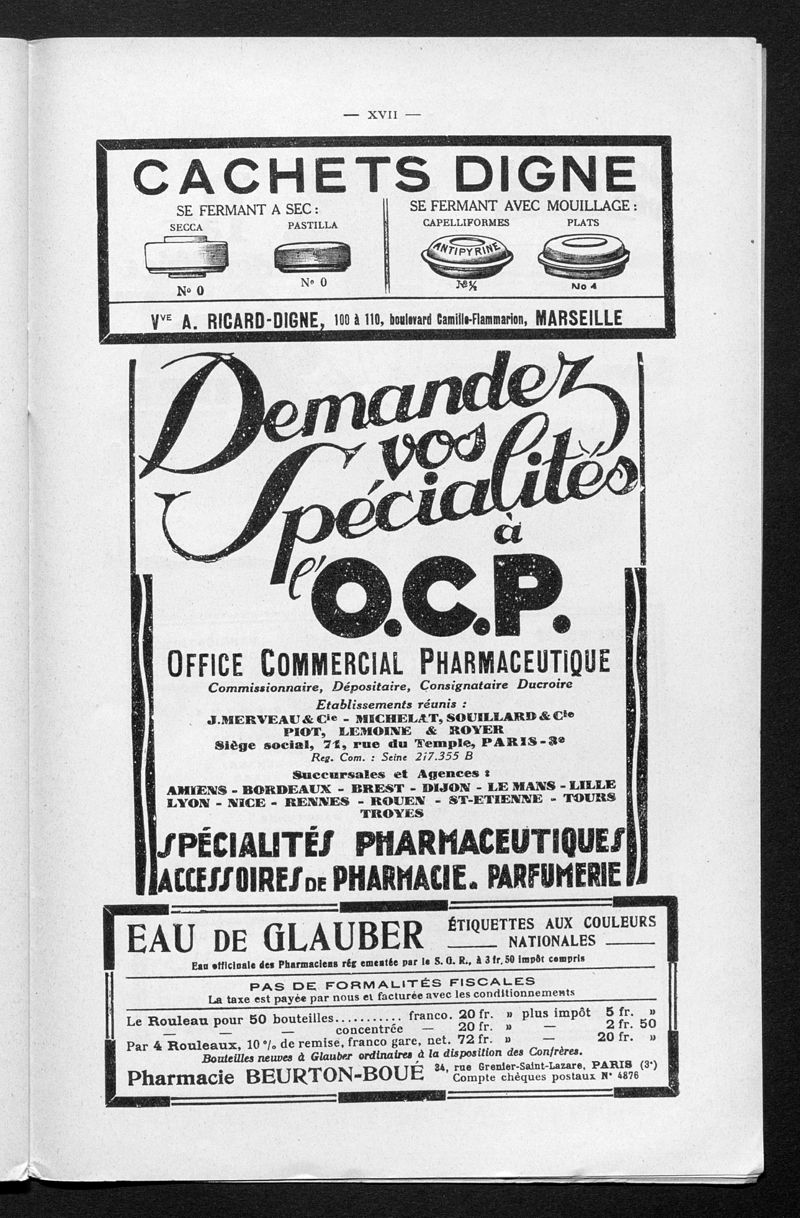 — XVII —
CACHETS DIGNE
SE FERMANT A SEC :
SECCA
PASTILLA
No 0
No 0
SE FERMANT AVEC MOUILLAGE :
CAPELLIFORMES
PLATS
ANTIPYRINE
No ½
No 4
VVE A. RICARD-DIGNE, 100 à 110, boulevard Camille-Flammarion, MARSEILLE
Demandez
vos
Spécialités
à
l'O.C.P.
OFFICE COMMERCIAL PHARMACEUTIQUE
Commissionnaire, Dépositaire, Consignataire Ducroire
Etablissements réunis :
J. MERVEAU & Cie - MICHELAT, SOUILLARD & Cie
PIOT, LEMOINE & ROYER
Siège social, 71, rue du Temple, PARIS-3e
Reg. Com. : Seine 217.355 B
Succursales et Agences :
AMIENS - BORDEAUX - BREST - DIJON - LE MANS - LILLE
LYON - NICE - RENNES - ROUEN - ST-ETIENNE - TOURS
TROYES
SPÉCIALITÉS PHARMACEUTIQUES
ACCESSOIRES DE PHARMACIE. PARFUMERIE
EAU DE GLAUBER
ÉTIQUETTES AUX COULEURS
NATIONALES
Eau officinale des Pharmaciens rég ementée par le S. G. R., à 3 fr. 50 impôt compris
PAS DE FORMALITÉS FISCALES
La taxe est payée par nous et facturée avec les conditionnements
Le Rouleau pour 50 bouteilles........... franco. 20 fr. » plus impôt 5 fr. »
— — — concentrée — 20 fr. » — 2 fr. 50
Par 4 Rouleaux, 10 % de remise, franco gare, net. 72 fr. » — 20 fr. »
Bouteilles neuves à Glauber ordinaires à la disposition des Confrères.
Pharmacie BEURTON-BOUÉ
34, rue Grenier-Saint-Lazare, PARIS (3e)
Compte chèques postaux N° 4876